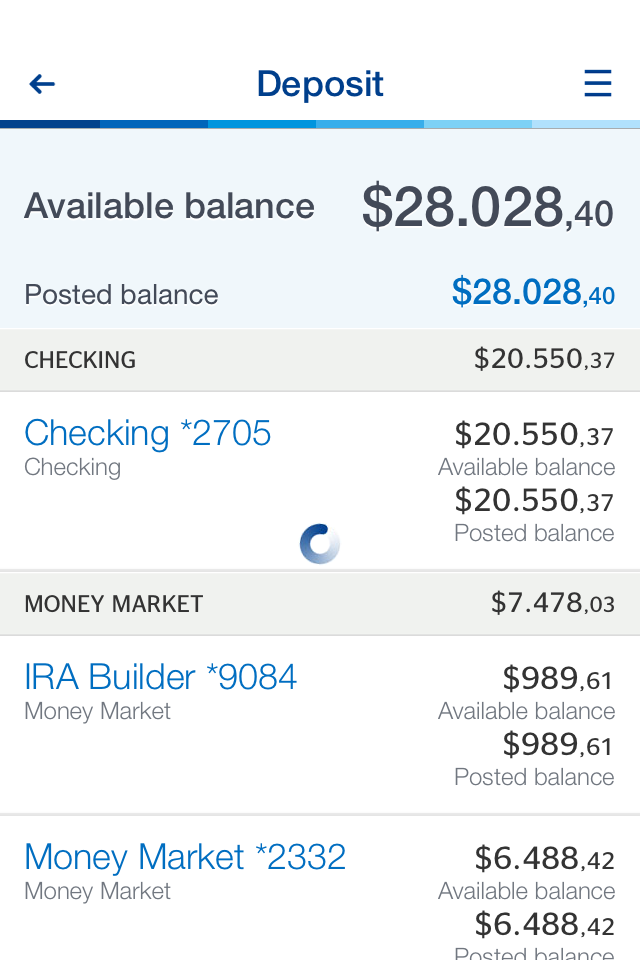 Deposit
Available balance $28.028,40
Posted balance $28.028,40
CHECKING $20.550,37
Checking *2705 $20.550,37
Checking Available balance
$20.550,37
Posted balance
MONEY MARKET $7.478,03
IRA Builder *9084 $989,61
Money Market Available balance
$989,61
Posted balance
Money Market *2332 $6.488,42
Money Market Available balance
$6.488,42
Posted balance